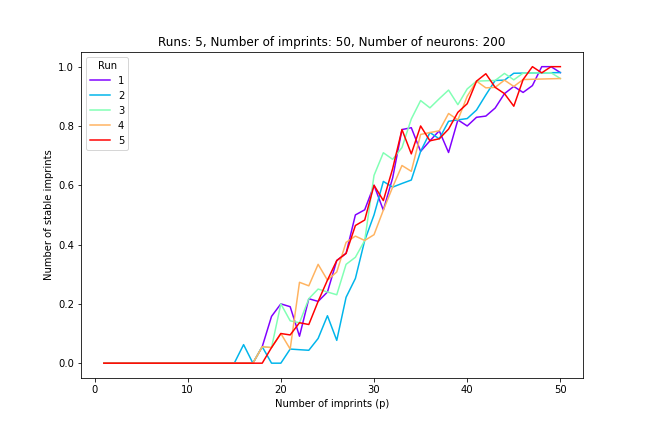 Runs: 5, Number of imprints: 50, Number of neurons: 200
Run
1
2
3
4
5
Number of stable imprints
1.0
0.8
0.6
0.4
0.2
0.0
0 10 20 30 40 50
Number of imprints (p)